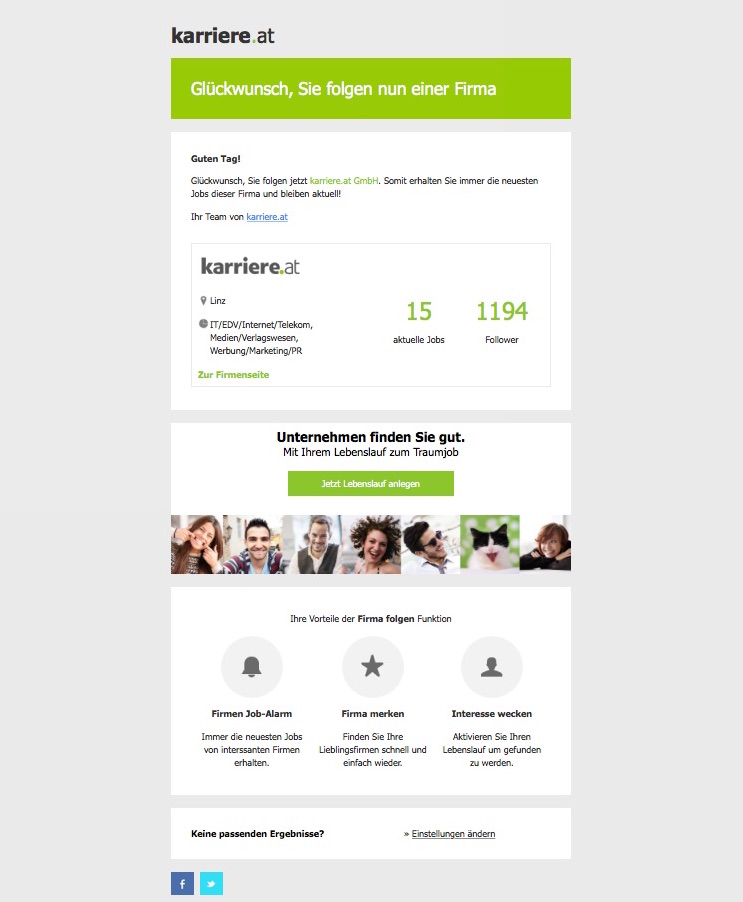 karriere.at
Glückwunsch, Sie folgen nun einer Firma
Guten Tag!
Glückwunsch, Sie folgen jetzt karriere.at GmbH. Somit erhalten Sie immer die neuesten
Jobs dieser Firma und bleiben aktuell!
Ihr Team von karriere.at
karriere.at
Linz
IT/EDV/Internet/Telekom,
Medien/Verlagswesen,
Werbung/Marketing/PR
Zur Firmenseite
15
aktuelle Jobs
1194
Follower
Unternehmen finden Sie gut.
Mit Ihrem Lebenslauf zum Traumjob
Jetzt Lebenslauf anlegen
Ihre Vorteile der Firma folgen Funktion
Firmen Job-Alarm
Immer die neuesten Jobs
von interssanten Firmen
erhalten.
Firma merken
Finden Sie Ihre
Lieblingsfirmen schnell und
einfach wieder.
Interesse wecken
Aktivieren Sie Ihren
Lebenslauf um gefunden
zu werden.
Keine passenden Ergebnisse?
» Einstellungen ändern
f